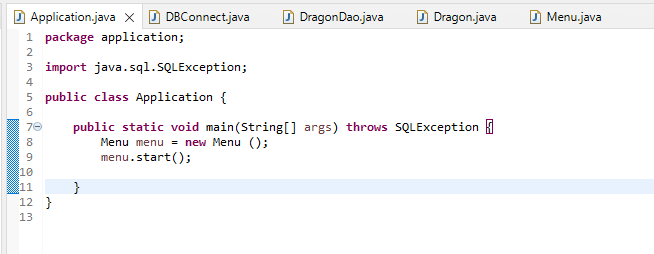 Application.java DBConnect.java DragonDao.java Dragon.java Menu.java
1 package application;
2
3 import java.sql.SQLException;
4
5 public class Application {
6
7 public static void main(String[] args) throws SQLException {
8 Menu menu = new Menu ();
9 menu.start();
10
11 }
12 }
13